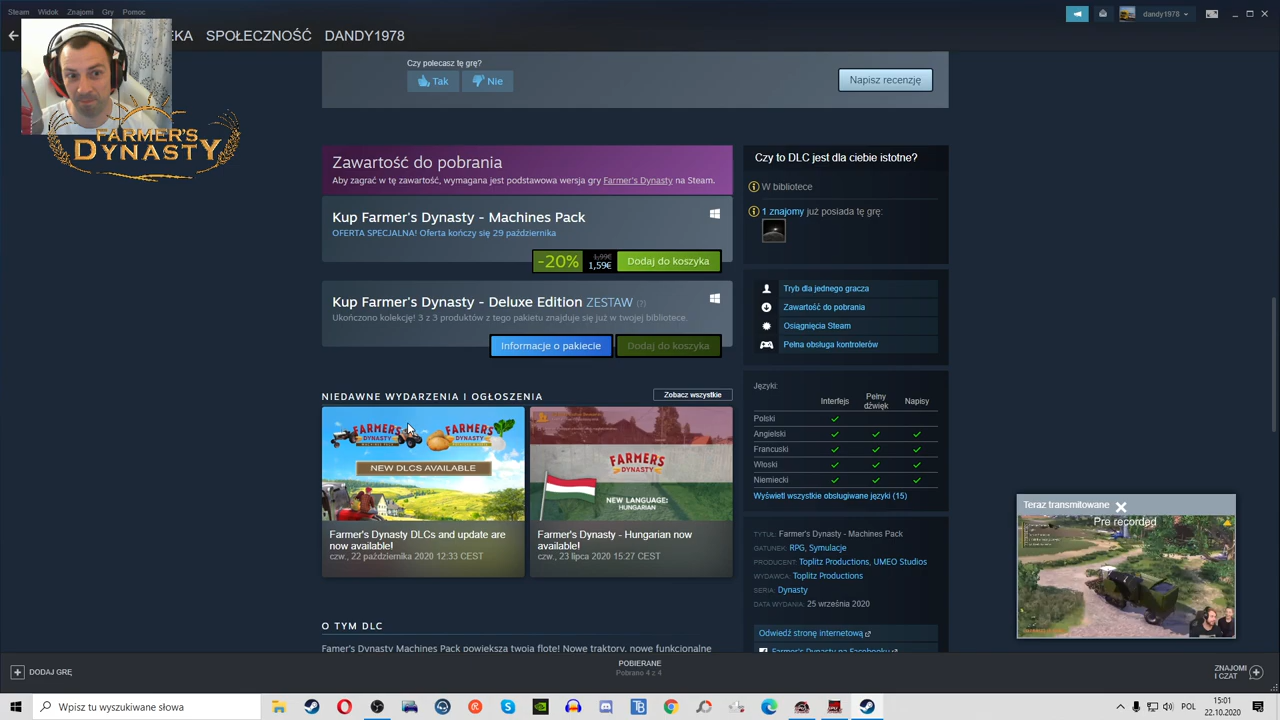 Steam Widok Znajomi Gry Pomoc
dandy1978
EKA SPOŁECZNOŚĆ DANDY1978
FARMER'S
DYNASTY
Czy polecasz tę grę?
Tak Nie
Napisz recenzję
Zawartość do pobrania
Aby zagrać w tę zawartość, wymagana jest podstawowa wersja gry Farmer's Dynasty na Steam.
Kup Farmer's Dynasty - Machines Pack
OFERTA SPECJALNA! Oferta kończy się 29 października
-20% 1,99€ 1,59€ Dodaj do koszyka
Kup Farmer's Dynasty - Deluxe Edition ZESTAW (?)
Ukończono kolekcję! 3 z 3 produktów z tego pakietu znajduje się już w twojej bibliotece.
Informacje o pakiecie Dodaj do koszyka
NIEDAWNE WYDARZENIA I OGŁOSZENIA
Zobacz wszystkie
FARMER'S DYNASTY
FARMER'S DYNASTY
NEW DLCS AVAILABLE
Farmer's Dynasty DLCs and update are
now available!
czw., 22 października 2020 12:33 CEST
FARMER'S DYNASTY
NEW LANGUAGE:
HUNGARIAN
Farmer's Dynasty - Hungarian now
available!
czw., 23 lipca 2020 15:27 CEST
O TYM DLC
Famer's Dynasty Machines Pack powiększa twoją flotę! Nowe traktory, nowe funkcjonalne
Czy to DLC jest dla ciebie istotne?
W bibliotece
1 znajomy już posiada tę grę:
Tryb dla jednego gracza
Zawartość do pobrania
Osiągnięcia Steam
Pełna obsługa kontrolerów
Języki:
Interfejs Pełny dźwięk Napisy
Polski
Angielski
Francuski
Włoski
Niemiecki
Wyświetl wszystkie obsługiwane języki (15)
TYTUŁ: Farmer's Dynasty - Machines Pack
GATUNEK: RPG, Symulacje
PRODUCENT: Toplitz Productions, UMEO Studios
WYDAWCA: Toplitz Productions
SERIA: Dynasty
DATA WYDANIA: 25 września 2020
Odwiedź stronę internetową
Farmer's Dynasty na Facebooku
Teraz transmitowane
Pre recorded
DODAJ GRĘ
POBIERANE
Pobrano 4 z 4
ZNAJOMI
I CZAT
Wpisz tu wyszukiwane słowa
POL
15:01
22.10.2020